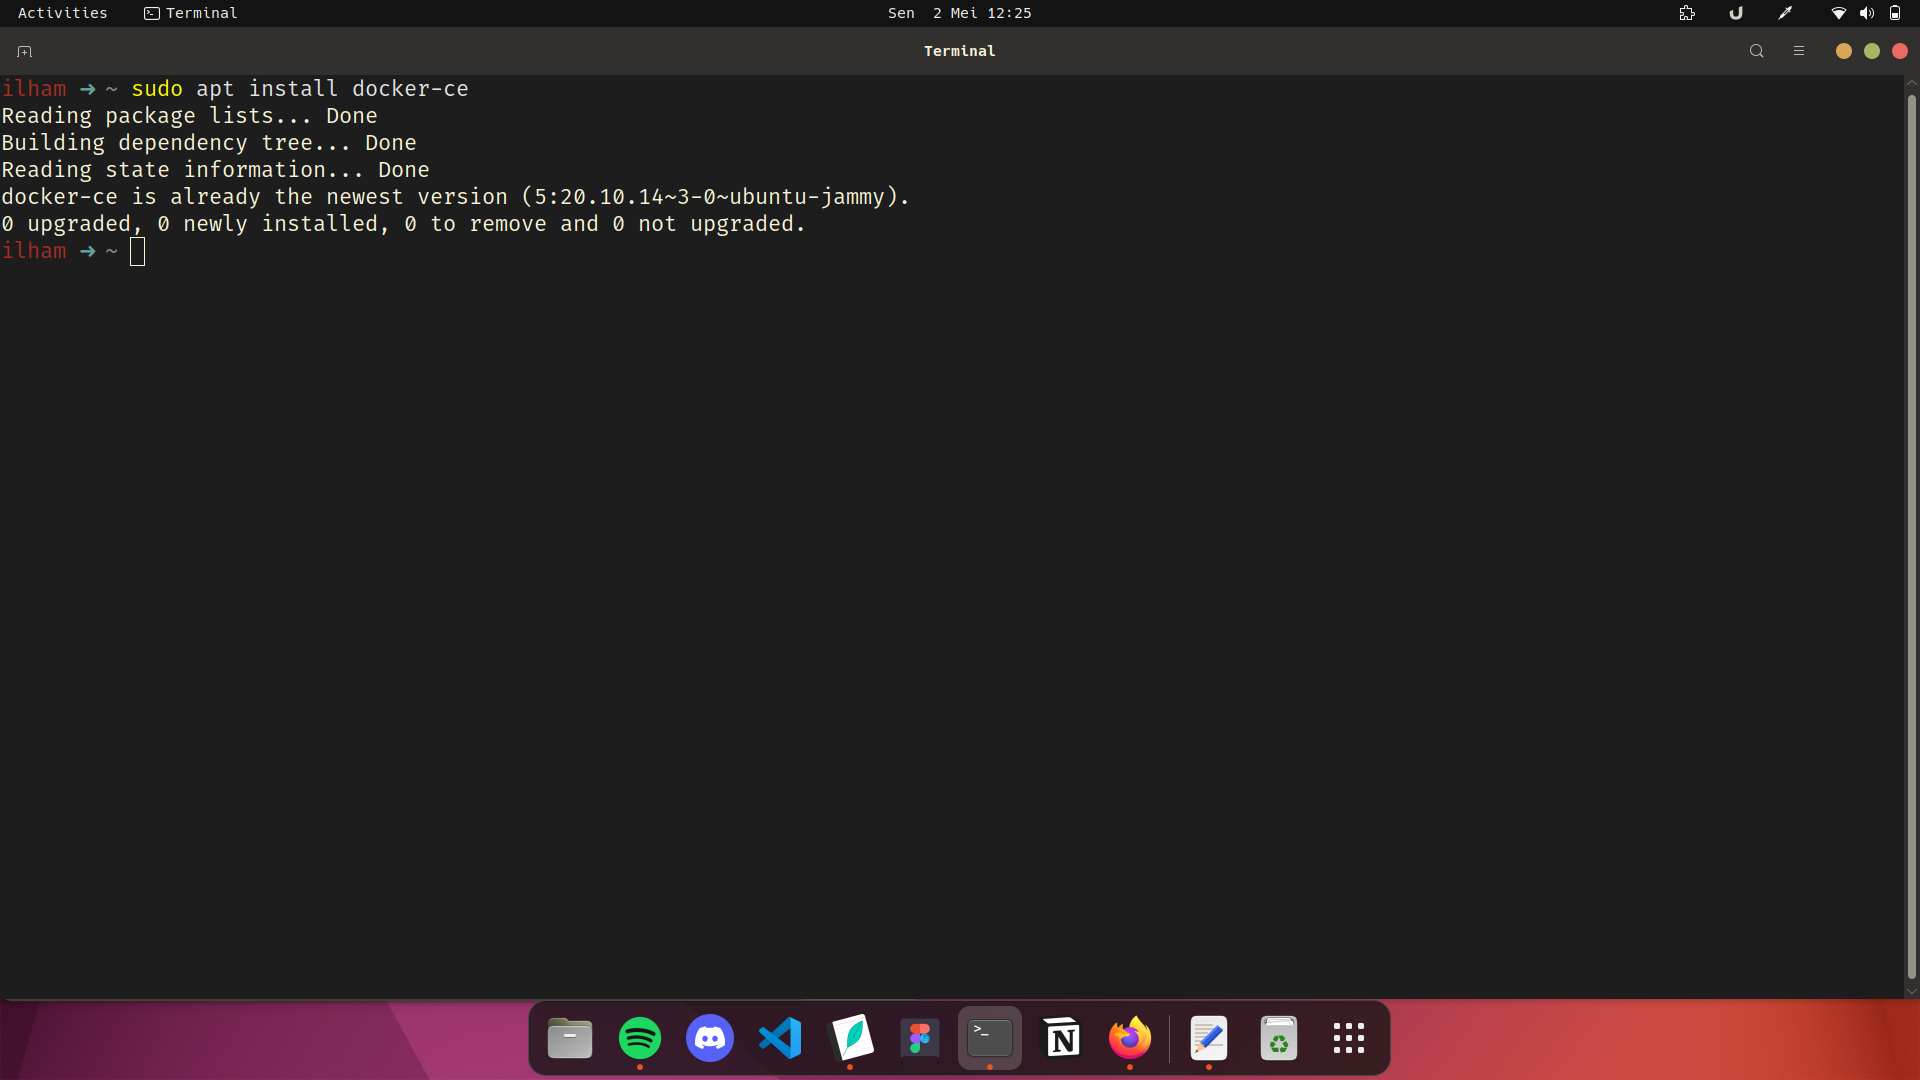 Activities
Terminal
Sen 2 Mei 12:25
Terminal
ilham ➜ ~ sudo apt install docker-ce
Reading package lists... Done
Building dependency tree... Done
Reading state information... Done
docker-ce is already the newest version (5:20.10.14~3-0~ubuntu-jammy).
0 upgraded, 0 newly installed, 0 to remove and 0 not upgraded.
ilham ➜ ~